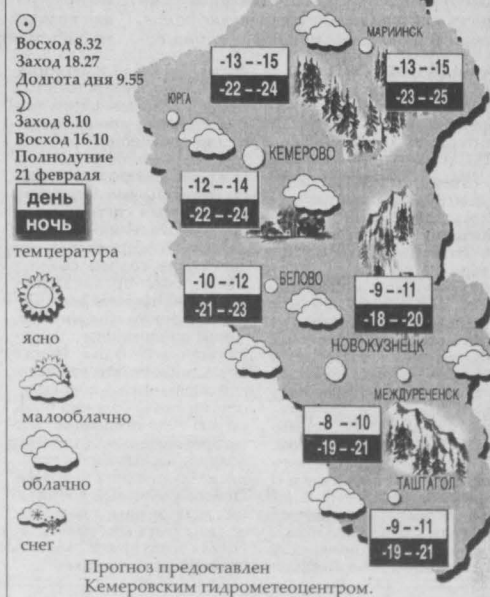 Восход 8.32
Заход 18.27
Долгота дня 9.55
Заход 8.10
Восход 16.10
Полнолуние
21 февраля
день
ночь
температура
ясно
малооблачно
облачно
снег
МАРИИНСК
-13 – -15
-22 – -24
-13 – -15
-23 – -25
ЮРГА
КЕМЕРОВО
-12 – -14
-22 – -24
-10 – -12
-21 – -23
БЕЛОВО
-9 – -11
-18 – -20
НОВОКУЗНЕЦК
МЕЖДУРЕЧЕНСК
-8 – -10
-19 – -21
ТАШТАГОЛ
-9 – -11
-19 – -21
Прогноз предоставлен
Кемеровским гидрометеоцентром.